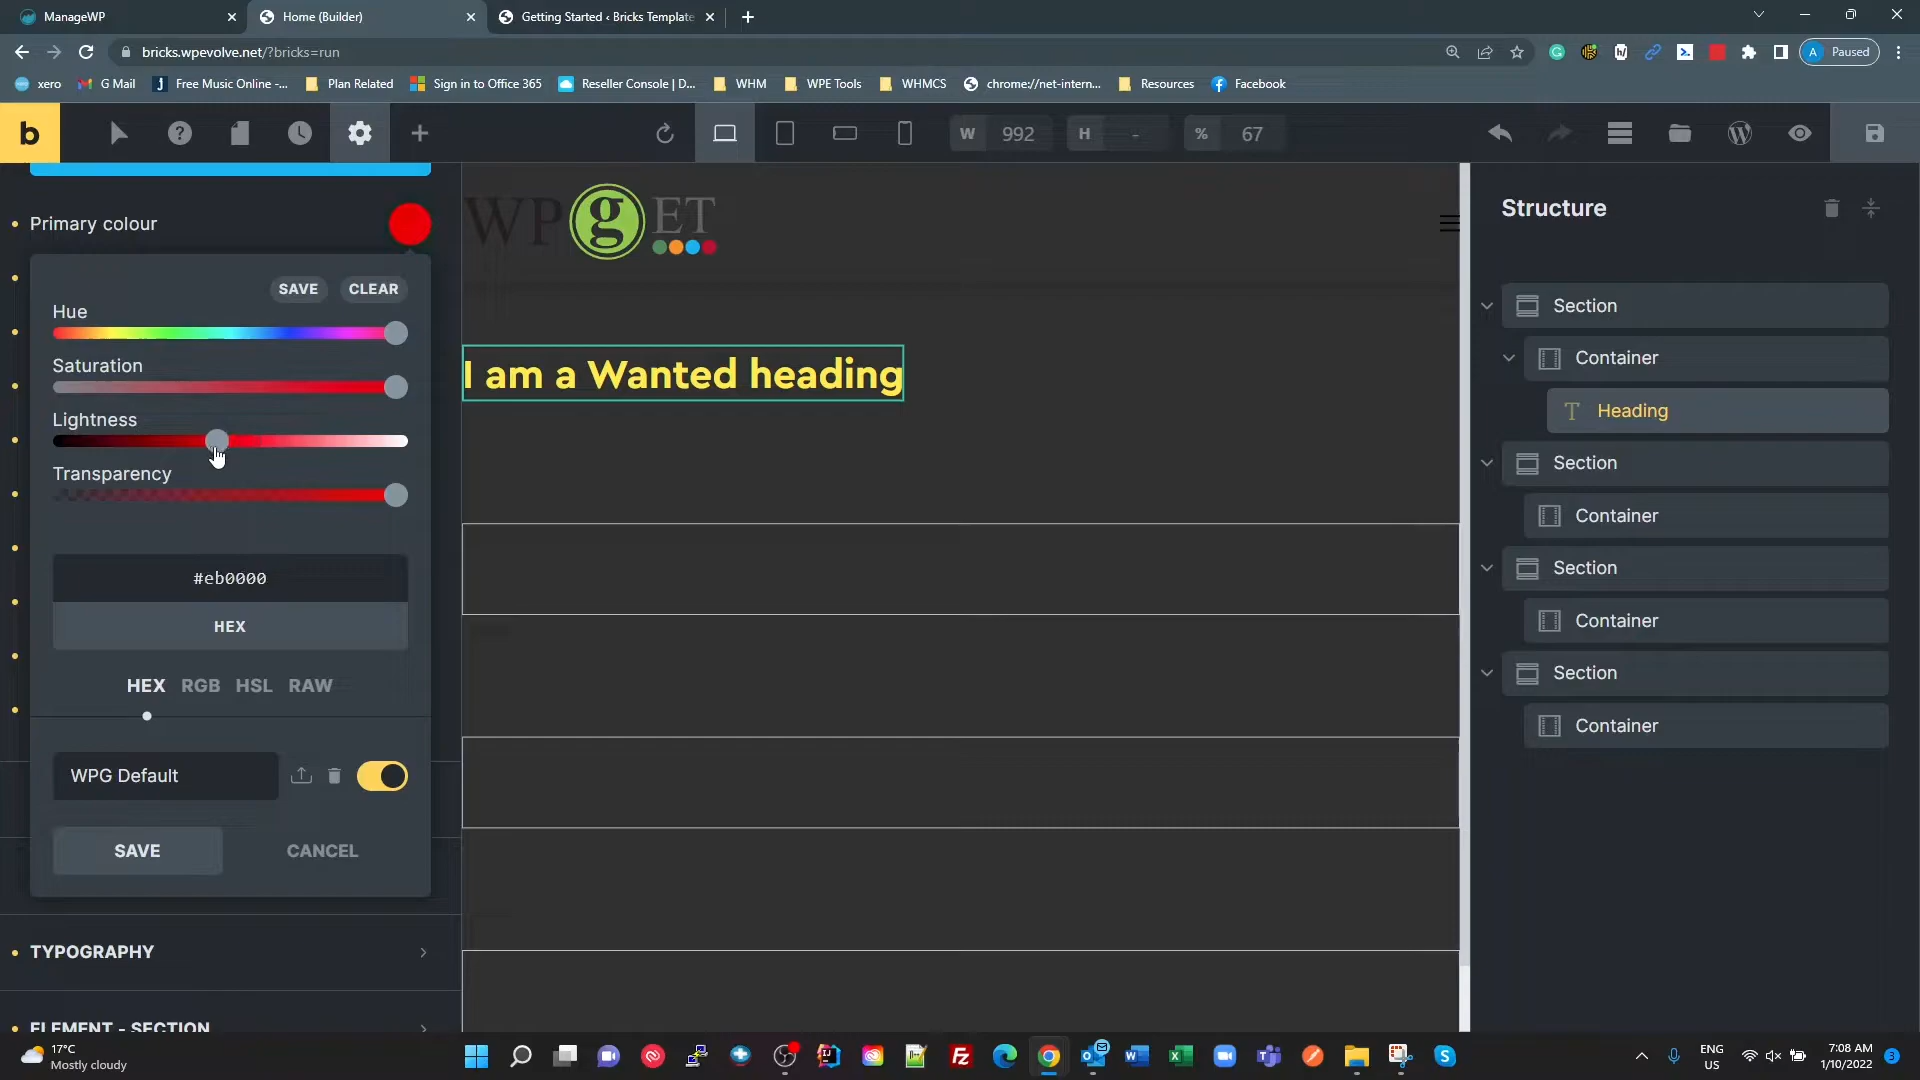 ManageWP
Home (Builder)
Getting Started ‹ Bricks Template
bricks.wpevolve.net/?bricks=run
A Paused
xero
G Mail
Free Music Online -...
Plan Related
Sign in to Office 365
Reseller Console | D...
WHM
WPE Tools
WHMCS
chrome://net-intern...
Resources
Facebook
b
W 992
H -
% 67
Primary colour
WP g ET
Structure
SAVE CLEAR
Hue
Saturation
Lightness
Transparency
#eb0000
HEX
HEX RGB HSL RAW
WPG Default
SAVE CANCEL
TYPOGRAPHY
ELEMENT - SECTION
I am a Wanted heading
Section
Container
Heading
Section
Container
Section
Container
Section
Container
17°C
Mostly cloudy
ENG
US
7:08 AM
1/10/2022
3